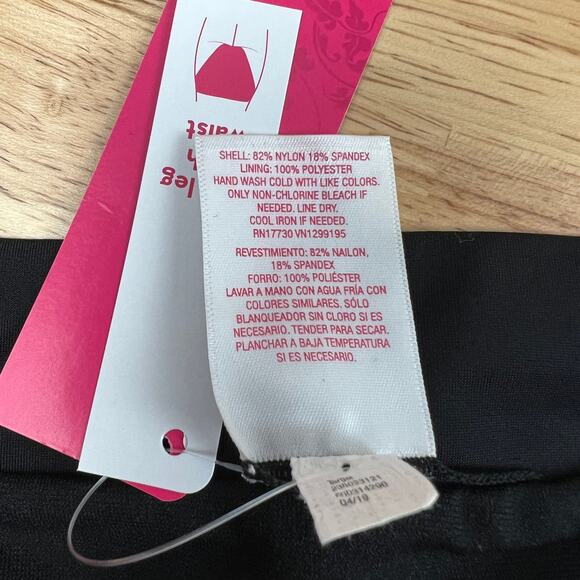 waist
leg
SHELL: 82% NYLON 18% SPANDEX
LINING: 100% POLYESTER
HAND WASH COLD WITH LIKE COLORS.
ONLY NON-CHLORINE BLEACH IF
NEEDED. LINE DRY.
COOL IRON IF NEEDED.
RN17730 VN1299195
REVESTIMIENTO: 82% NAILON,
18% SPANDEX
FORRO: 100% POLIÉSTER
LAVAR A MANO CON AGUA FRÍA CON
COLORES SIMILARES. SÓLO
BLANQUEADOR SIN CLORO SI ES
NECESARIO. TENDER PARA SECAR.
PLANCHAR A BAJA TEMPERATURA
SI ES NECESARIO.
04/19